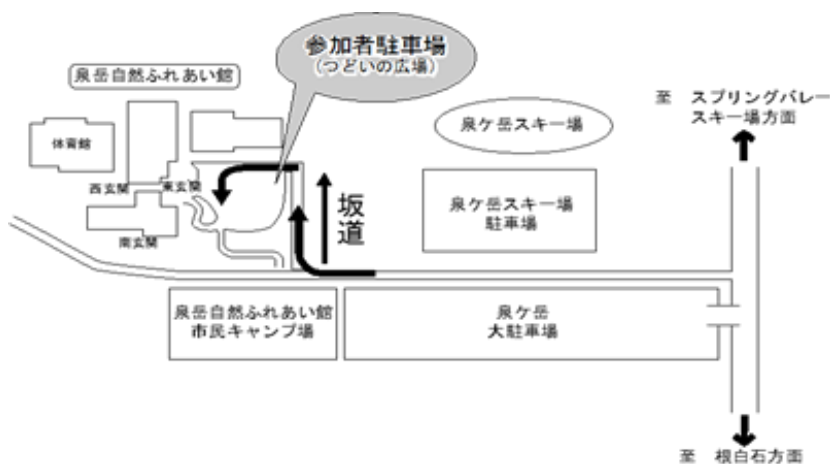 参加者駐車場
(つどいの広場)
泉岳自然ふれあい館
至 スプリングバレー
スキー場方面
泉ケ岳スキー場
体育館
西玄関
東玄関
坂道
泉ケ岳スキー場
駐車場
南玄関
泉岳自然ふれあい館
市民キャンプ場
泉ケ岳
大駐車場
至 根白石方面